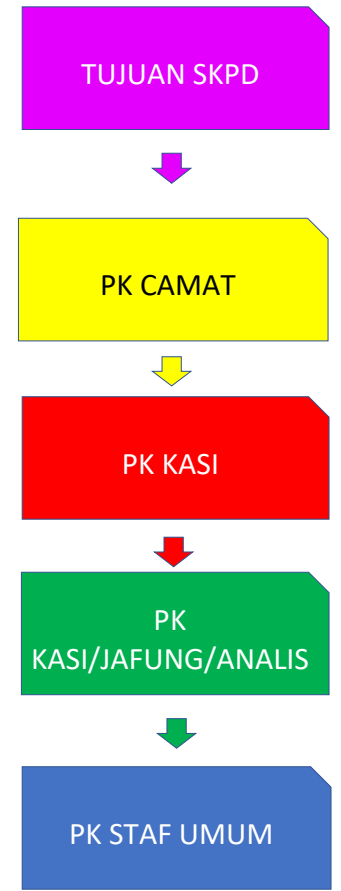 TUJUAN SKPD
PK CAMAT
PK KASI
PK
KASI/JAFUNG/ANALIS
PK STAF UMUM